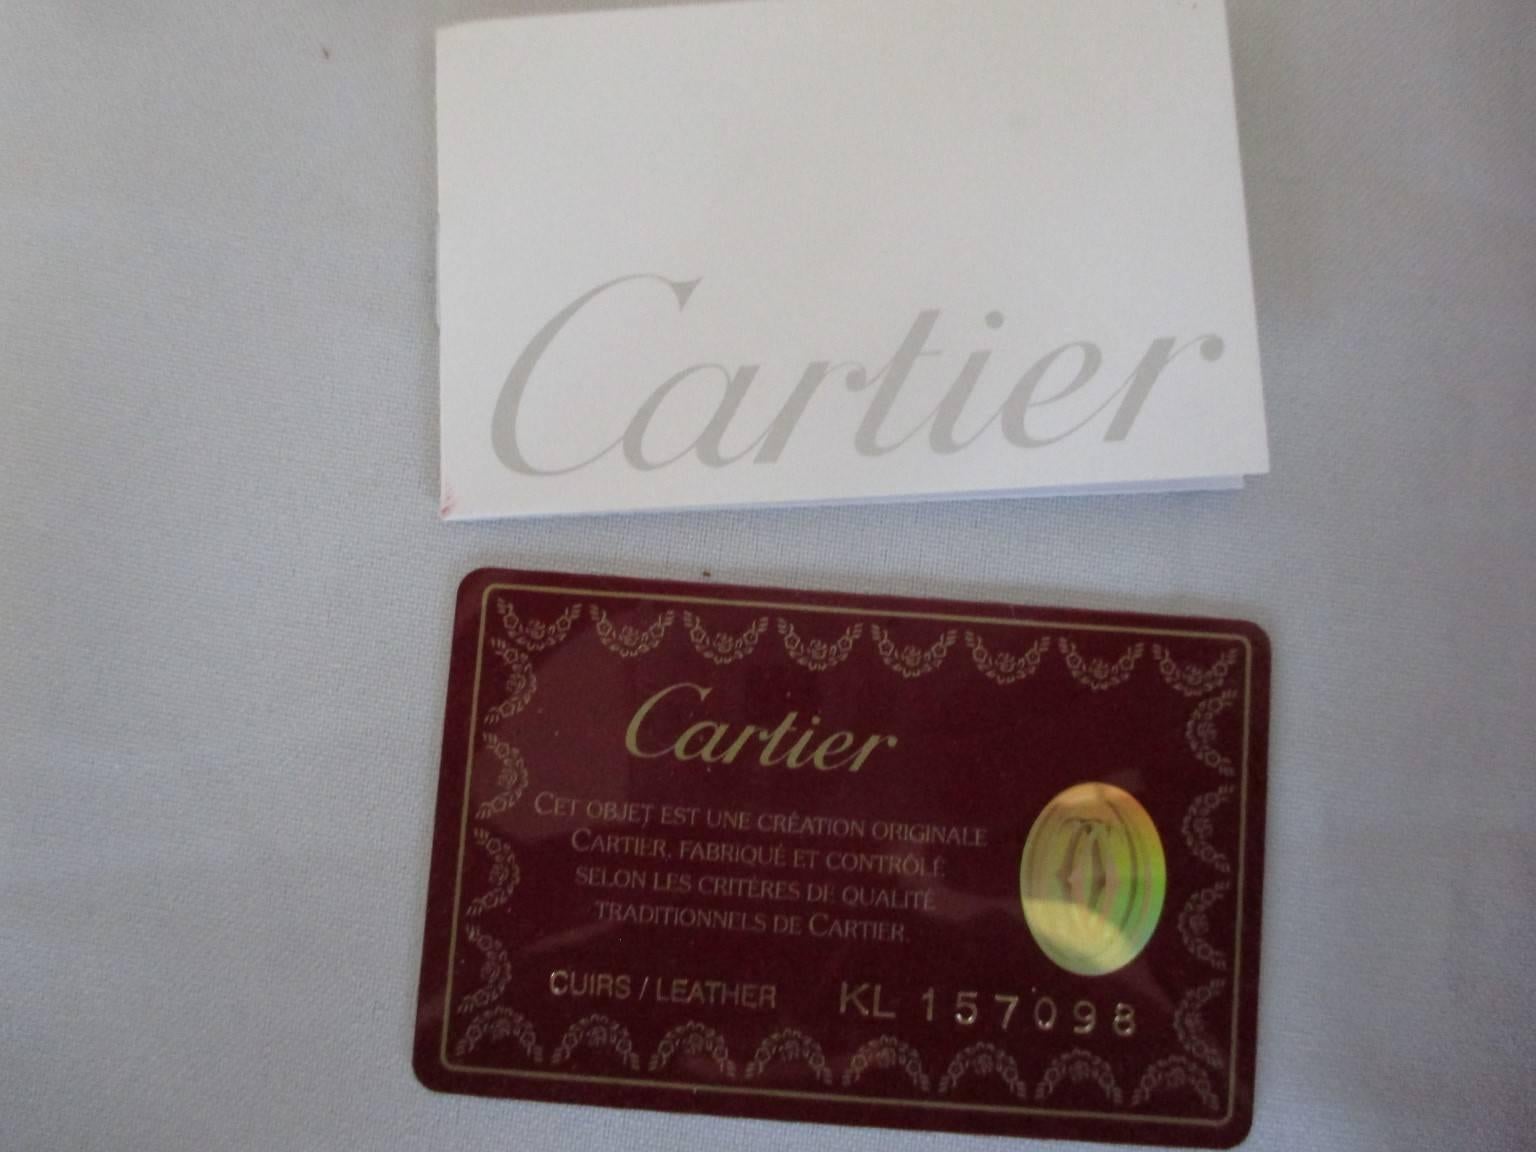 Cartier
Cartier
CET OBJET EST UNE CRÉATION ORIGINALE
CARTIER, FABRIQUÉ ET CONTRÔLÉ
SELON LES CRITÈRES DE QUALITÉ
TRADITIONNELS DE CARTIER.
CUIRS / LEATHER KL 157098